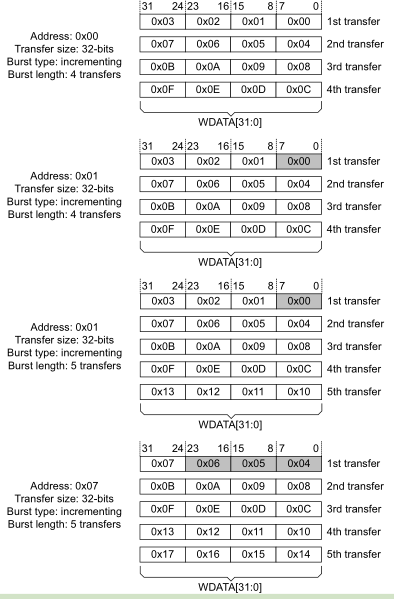 31 24 23 16 15 8 7 0
0x03 0x02 0x01 0x00 1st transfer
Address: 0x00
Transfer size: 32-bits
Burst type: incrementing
Burst length: 4 transfers
0x07 0x06 0x05 0x04 2nd transfer
0x0B 0x0A 0x09 0x08 3rd transfer
0x0F 0x0E 0x0D 0x0C 4th transfer
WDATA[31:0]
31 24 23 16 15 8 7 0
0x03 0x02 0x01 0x00 1st transfer
Address: 0x01
Transfer size: 32-bits
Burst type: incrementing
Burst length: 4 transfers
0x07 0x06 0x05 0x04 2nd transfer
0x0B 0x0A 0x09 0x08 3rd transfer
0x0F 0x0E 0x0D 0x0C 4th transfer
WDATA[31:0]
31 24 23 16 15 8 7 0
0x03 0x02 0x01 0x00 1st transfer
Address: 0x01
Transfer size: 32-bits
Burst type: incrementing
Burst length: 5 transfers
0x07 0x06 0x05 0x04 2nd transfer
0x0B 0x0A 0x09 0x08 3rd transfer
0x0F 0x0E 0x0D 0x0C 4th transfer
0x13 0x12 0x11 0x10 5th transfer
WDATA[31:0]
31 24 23 16 15 8 7 0
0x07 0x06 0x05 0x04 1st transfer
Address: 0x07
Transfer size: 32-bits
Burst type: incrementing
Burst length: 5 transfers
0x0B 0x0A 0x09 0x08 2nd transfer
0x0F 0x0E 0x0D 0x0C 3rd transfer
0x13 0x12 0x11 0x10 4th transfer
0x17 0x16 0x15 0x14 5th transfer
WDATA[31:0]